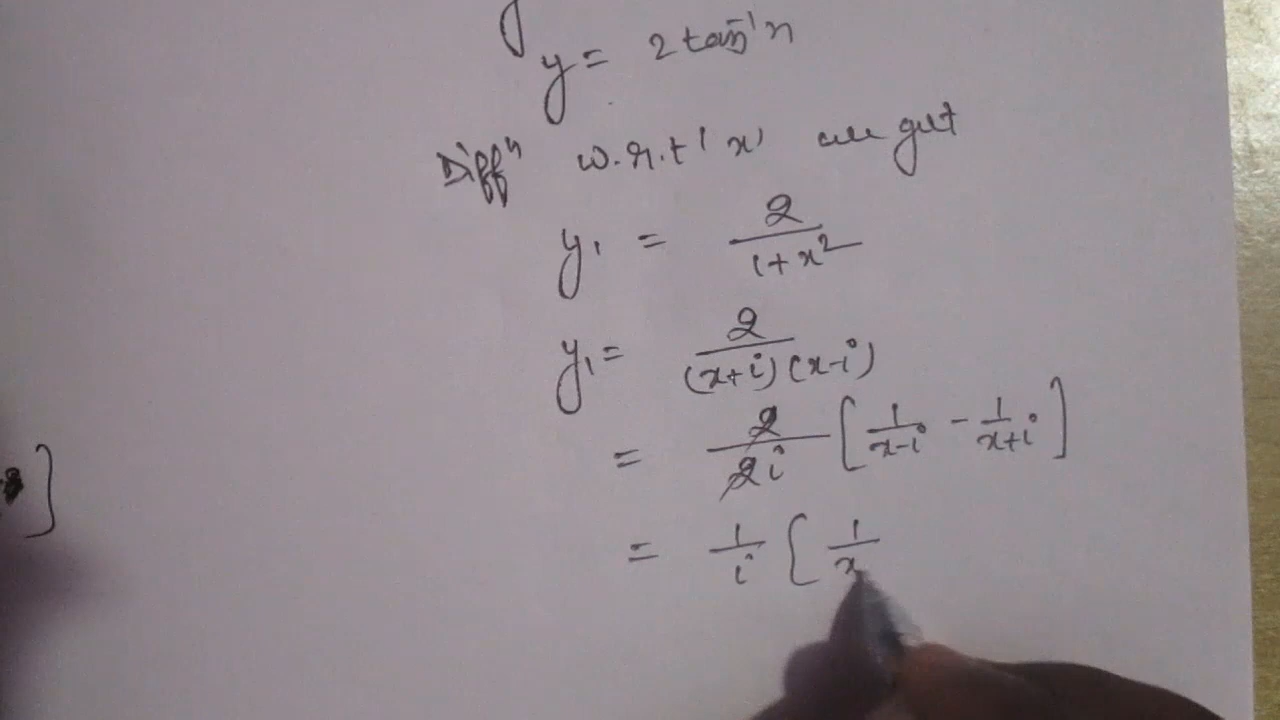 y = 2 tan⁻¹x
Diffⁿ w.r.t 'x' we get
y₁ = 2/(1+x²)
y₁ = 2/((x+i)(x-i))
= 2/2i [1/(x-i) - 1/(x+i)]
= 1/i [1/x
]